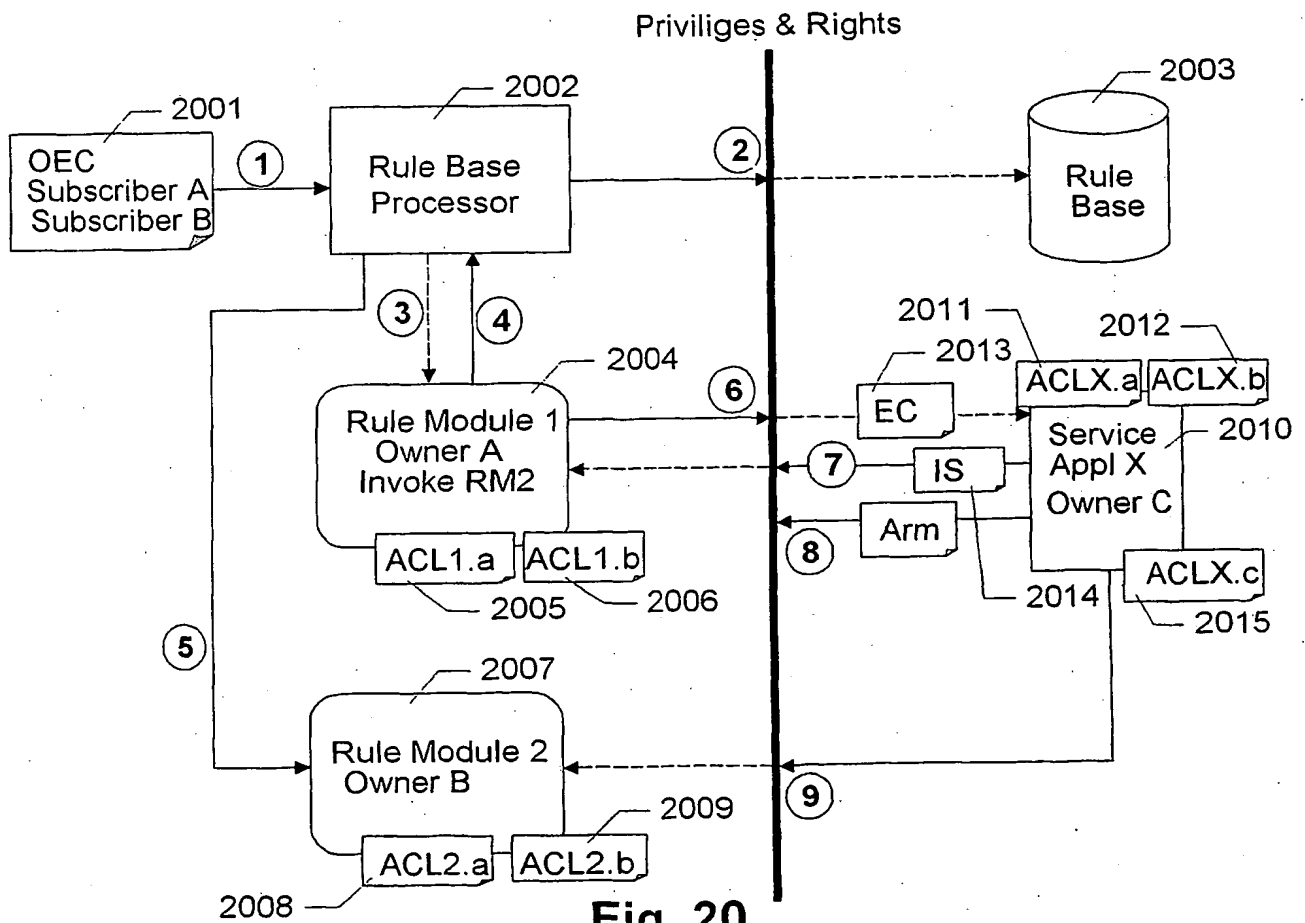 Priviliges & Rights
2001
2002
2003
OEC
Subscriber A
Subscriber B
1
Rule Base
Processor
2
Rule
Base
3
4
2011
2012
2004
2013
ACLX.a
ACLX.b
6
EC
Rule Module 1
Owner A
Invoke RM2
Service
Appl X
Owner C
2010
7
IS
8
Arm
ACL1.a
ACL1.b
ACLX.c
2005
2006
2014
2015
5
2007
Rule Module 2
Owner B
9
2009
ACL2.a
ACL2.b
2008
Fig. 20